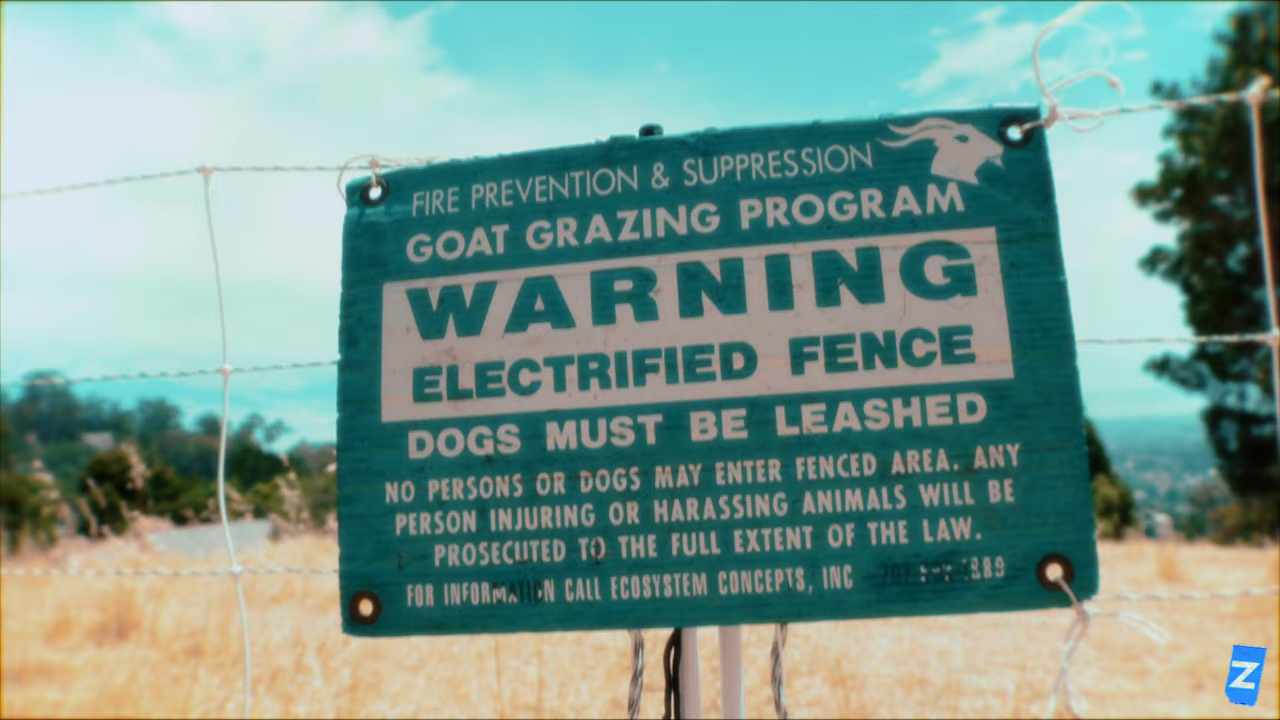 FIRE PREVENTION & SUPPRESSION
GOAT GRAZING PROGRAM
WARNING
ELECTRIFIED FENCE
DOGS MUST BE LEASHED
NO PERSONS OR DOGS MAY ENTER FENCED AREA. ANY
PERSON INJURING OR HARASSING ANIMALS WILL BE
PROSECUTED TO THE FULL EXTENT OF THE LAW.
FOR INFORMATION CALL ECOSYSTEM CONCEPTS, INC
Z